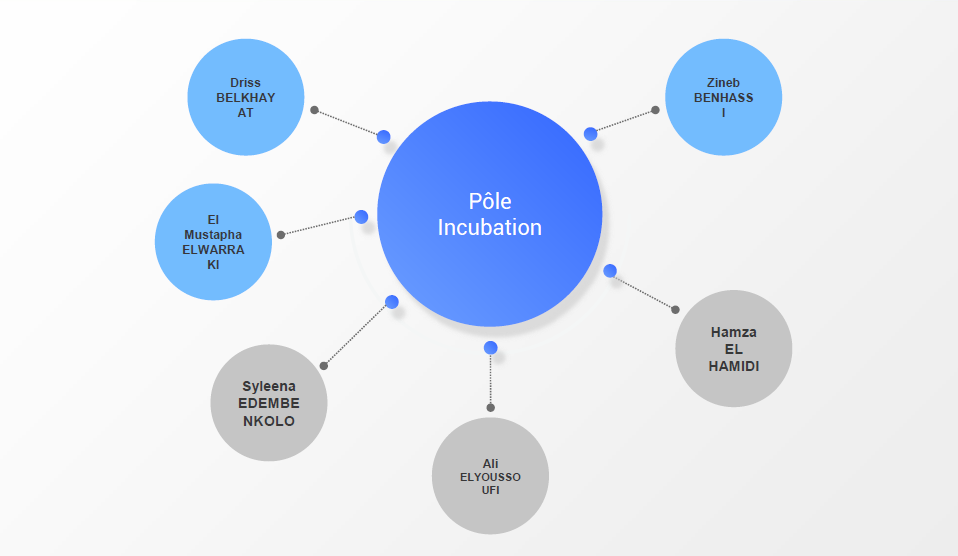 Driss
BELKHAY
AT
Zineb
BENHASS
I
Pôle
Incubation
El
Mustapha
ELWARRA
KI
Hamza
EL
HAMIDI
Syleena
EDEMBE
NKOLO
Ali
ELYOUSSO
UFI